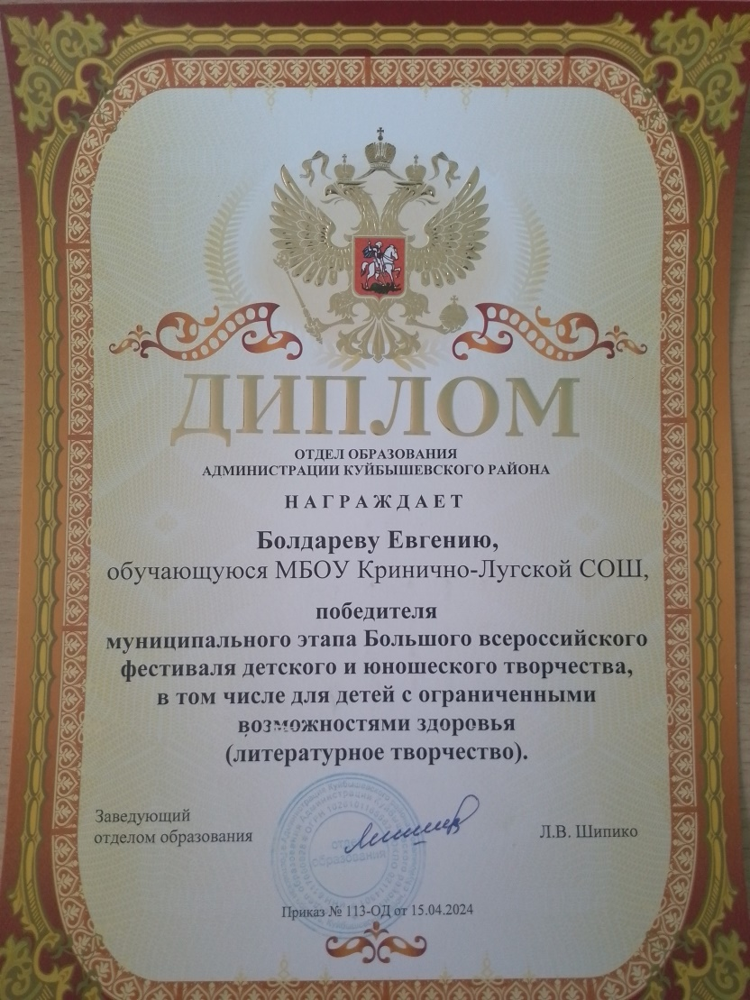 ДИПЛОМ
ОТДЕЛ ОБРАЗОВАНИЯ
АДМИНИСТРАЦИИ КУЙБЫШЕВСКОГО РАЙОНА
НАГРАЖДАЕТ
Болдареву Евгению,
обучающуюся МБОУ Кринично-Лугской СОШ,
победителя
муниципального этапа Большого всероссийского
фестиваля детского и юношеского творчества,
в том числе для детей с ограниченными
возможностями здоровья
(литературное творчество).
Заведующий
отделом образования
Л.В. Шипико
отдел
образования
Приказ № 113-ОД от 15.04.2024